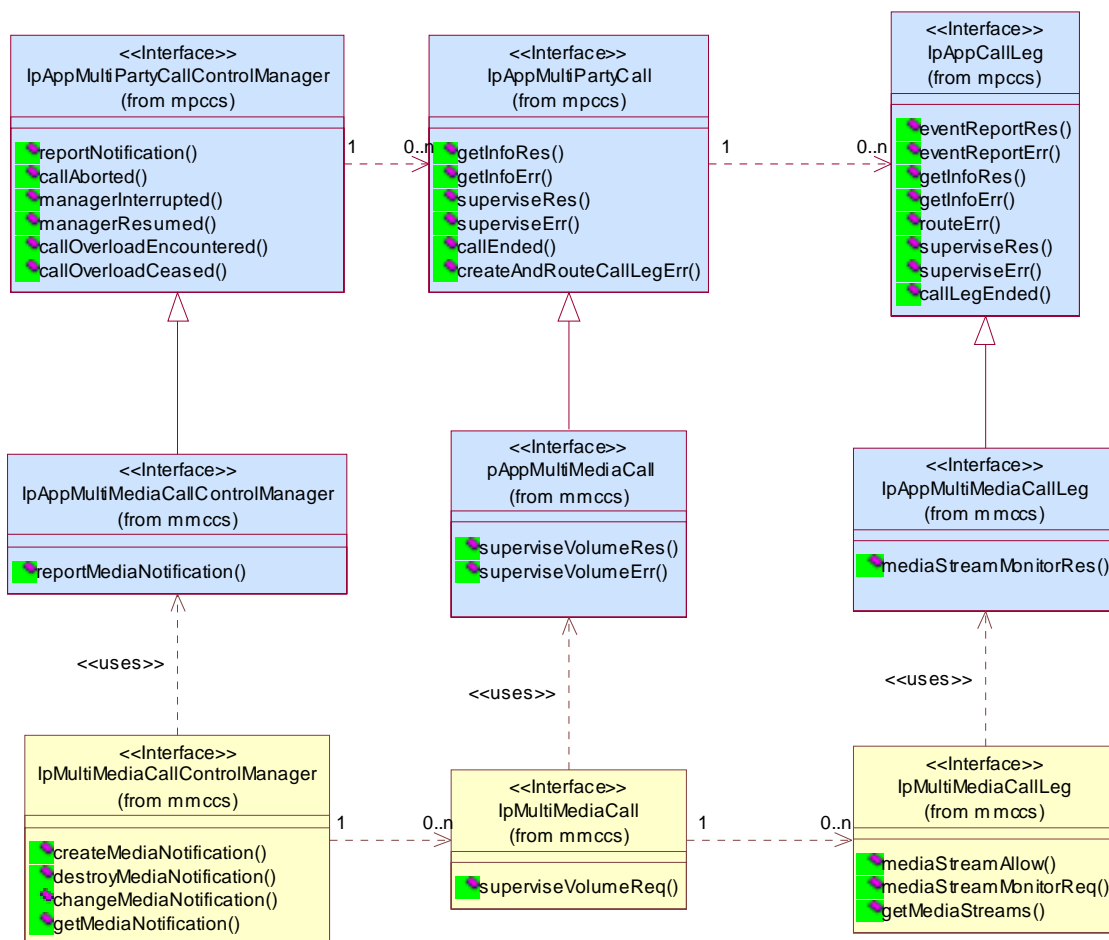 <<Interface>>
IpAppMultiPartyCallControlManager
(from mpccs)
reportNotification()
callAborted()
managerInterrupted()
managerResumed()
callOverloadEncountered()
callOverloadCeased()
1
0..n
<<Interface>>
IpAppMultiPartyCall
(from mpccs)
getInfoRes()
getInfoErr()
superviseRes()
superviseErr()
callEnded()
createAndRouteCallLegErr()
1
0..n
<<Interface>>
IpAppCallLeg
(from mpccs)
eventReportRes()
eventReportErr()
getInfoRes()
getInfoErr()
routeErr()
superviseRes()
superviseErr()
callLegEnded()
<<Interface>>
IpAppMultiMediaCallControlManager
(from mmccs)
reportMediaNotification()
<<Interface>>
pAppMultiMediaCall
(from mmccs)
superviseVolumeRes()
superviseVolumeErr()
<<Interface>>
IpAppMultiMediaCallLeg
(from mmccs)
mediaStreamMonitorRes()
<<uses>>
<<uses>>
<<uses>>
<<Interface>>
IpMultiMediaCallControlManager
(from mmccs)
createMediaNotification()
destroyMediaNotification()
changeMediaNotification()
getMediaNotification()
1
0..n
<<Interface>>
IpMultiMediaCall
(from mmccs)
superviseVolumeReq()
1
0..n
<<Interface>>
IpMultiMediaCallLeg
(from mmccs)
mediaStreamAllow()
mediaStreamMonitorReq()
getMediaStreams()